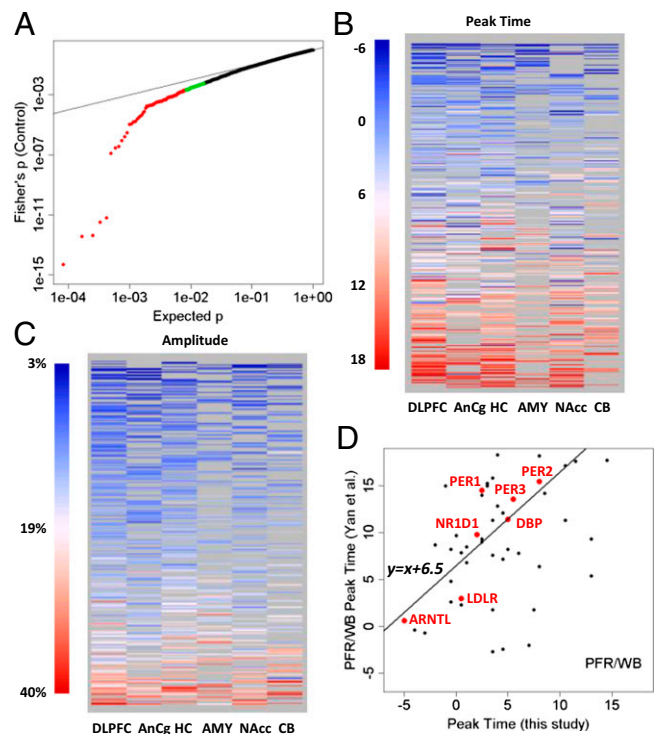 A
Fisher's p (Control)
1e-03
1e-07
1e-11
1e-15
1e-04 1e-03 1e-02 1e-01 1e+00
Expected p
B
Peak Time
-6
0
6
12
18
DLPFC AnCg HC AMY NAcc CB
C
Amplitude
3%
19%
40%
DLPFC AnCg HC AMY NAcc CB
D
PFR/WB Peak Time (Yan et al.)
15
10
5
0
-5
PER1
PER2
PER3
NR1D1
DBP
y=x+6.5
LDLR
ARNTL
PFR/WB
-5 0 5 10 15
Peak Time (this study)